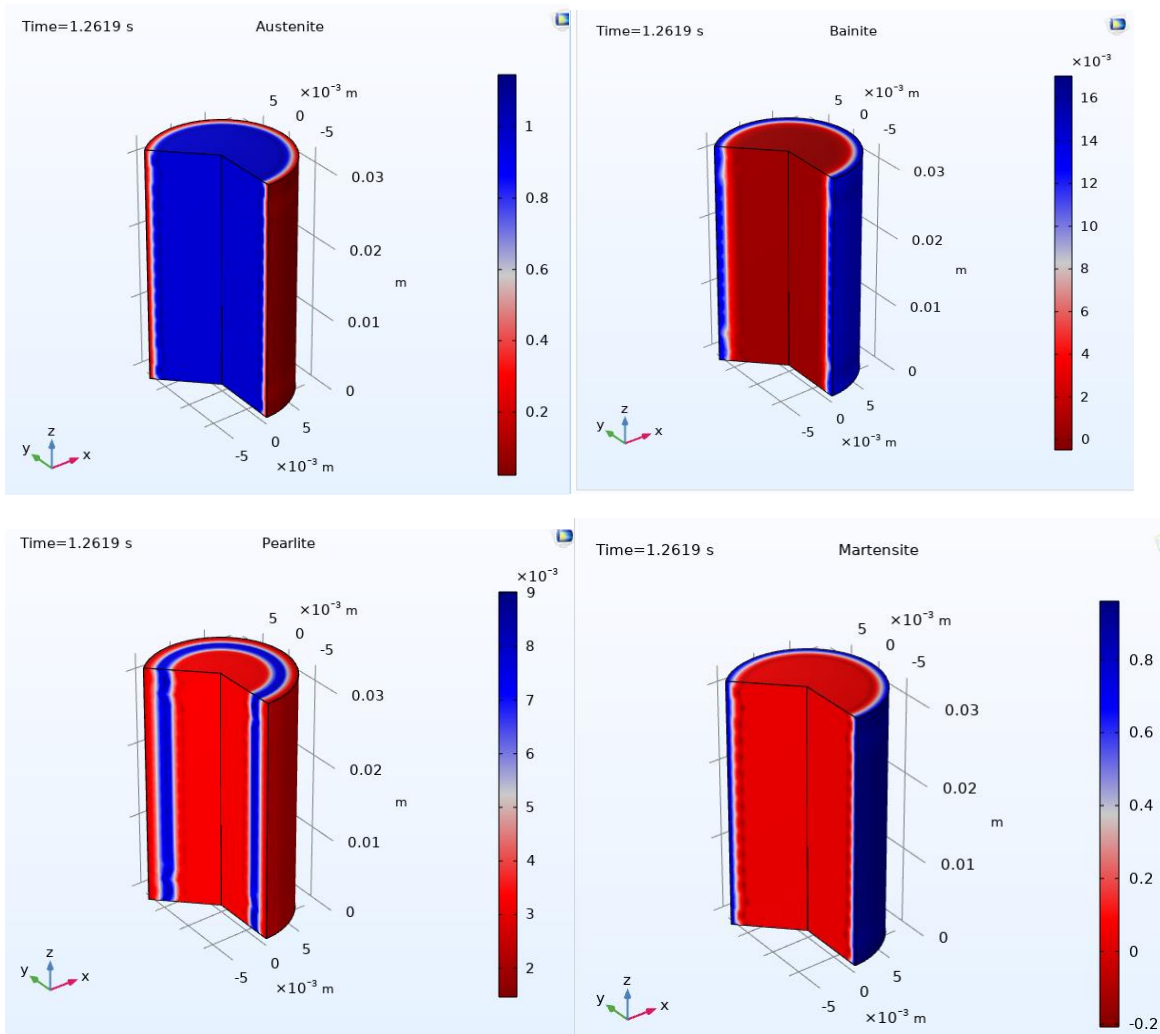 Time=1.2619 s Austenite
×10⁻³ m
5
0
-5
1
0.8
0.6
0.4
0.2
0.03
0.02
m
0.01
0
5
0
-5
×10⁻³ m
z
y x
Time=1.2619 s Bainite
×10⁻³
×10⁻³ m
5
0
-5
16
14
12
10
8
6
4
2
0
0.03
0.02
m
0.01
0
5
0
-5
×10⁻³ m
z
y x
Time=1.2619 s Pearlite
×10⁻³
×10⁻³ m
5
0
-5
9
8
7
6
5
4
3
2
0.03
0.02
m
0.01
0
5
0
-5
×10⁻³ m
z
y x
Time=1.2619 s Martensite
×10⁻³ m
5
0
-5
0.8
0.6
0.4
0.2
0
-0.2
0.03
0.02
m
0.01
0
5
0
-5
×10⁻³ m
z
y x